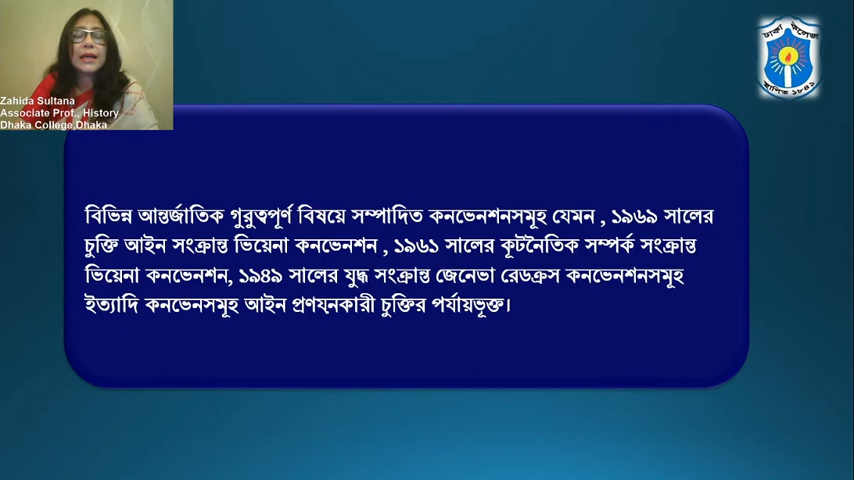 Zahida Sultana
Associate Prof., History
Dhaka College,Dhaka
ঢাকা কলেজ
স্থাপিত ১৮৪১
বিভিন্ন আন্তর্জাতিক গুরুত্বপূর্ণ বিষয়ে সম্পাদিত কনভেনশনসমূহ যেমন , ১৯৬৯ সালের
চুক্তি আইন সংক্রান্ত ভিয়েনা কনভেনশন , ১৯৬১ সালের কূটনৈতিক সম্পর্ক সংক্রান্ত
ভিয়েনা কনভেনশন, ১৯৪৯ সালের যুদ্ধ সংক্রান্ত জেনেভা রেডক্রস কনভেনশনসমূহ
ইত্যাদি কনভেনসমূহ আইন প্রণয়নকারী চুক্তির পর্যায়ভূক্ত।